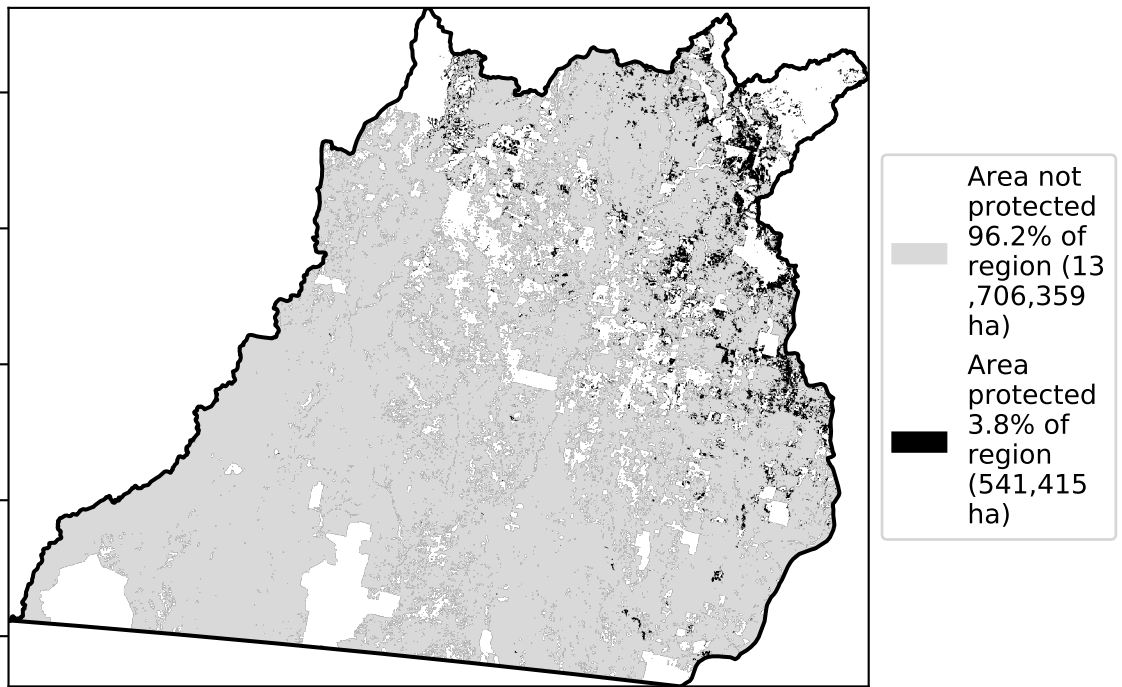 Area not
protected
96.2% of
region (13
,706,359
ha)
Area
protected
3.8% of
region
(541,415
ha)